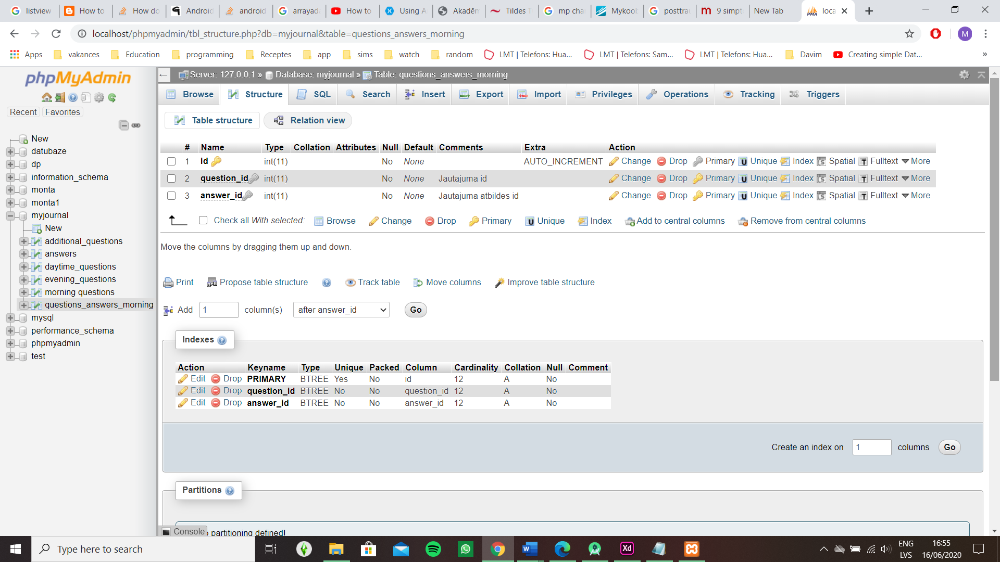 listview
How to
How do
Android
android
arrayad
How to
Using A
Akadēm
Tildes T
mp cha
Mykoob
posttrau
9 simpt
New Tab
loca
localhost/phpmyadmin/tbl_structure.php?db=myjournal&table=questions_answers_morning
M
Apps
vakances
Education
programming
Receptes
app
sims
watch
random
LMT | Telefons: Hua...
LMT | Telefons: Sam...
LMT | Telefons: Hua...
Davim
Creating simple Dat...
»
phpMyAdmin
Recent
Favorites
New
datubaze
dp
information_schema
monta
monta1
myjournal
New
additional_questions
answers
daytime_questions
evening_questions
morning questions
questions_answers_morning
mysql
performance_schema
phpmyadmin
test
Server: 127.0.0.1 » Database: myjournal » Table: questions_answers_morning
Browse Structure SQL Search Insert Export Import Privileges Operations Tracking Triggers
Table structure Relation view
# Name Type Collation Attributes Null Default Comments Extra Action
1 id int(11) No None AUTO_INCREMENT Change Drop Primary Unique Index Spatial Fulltext More
2 question_id int(11) No None Jautajuma id Change Drop Primary Unique Index Spatial Fulltext More
3 answer_id int(11) No None Jautajuma atbildes id Change Drop Primary Unique Index Spatial Fulltext More
Check all With selected: Browse Change Drop Primary Unique Index Add to central columns Remove from central columns
Move the columns by dragging them up and down.
Print Propose table structure Track table Move columns Improve table structure
Add 1 column(s) after answer_id Go
Indexes
Action Keyname Type Unique Packed Column Cardinality Collation Null Comment
Edit Drop PRIMARY BTREE Yes No id 12 A No
Edit Drop question_id BTREE No No question_id 12 A No
Edit Drop answer_id BTREE No No answer_id 12 A No
Create an index on 1 columns Go
Partitions
Console
partitioning defined!
Type here to search
ENG
LVS
16:55
16/06/2020